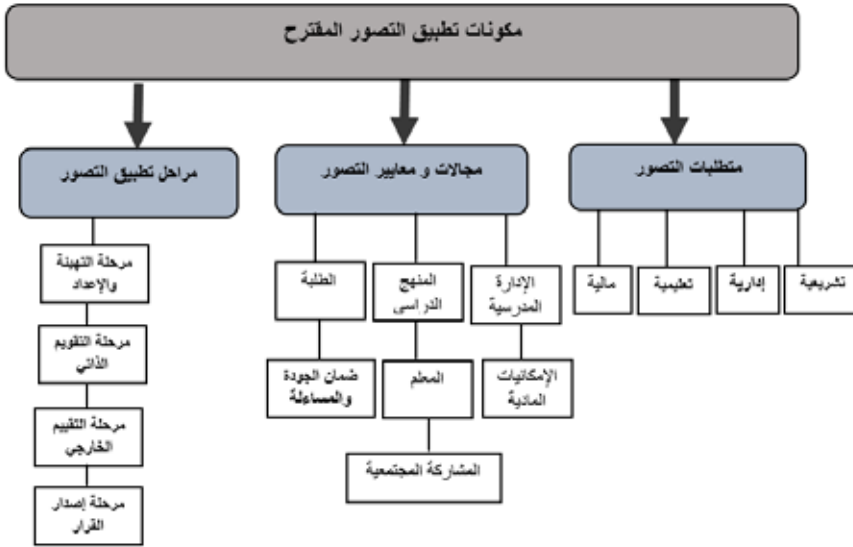 مكونات تطبيق التصور المقترح
متطلبات التصور
مجالات و معايير التصور
مراحل تطبيق التصور
تشريعية
إدارية
تعليمية
مالية
الإدارة
المدرسية
المنهج
الدراسى
الطلبة
الإمكانيات
المادية
المعلم
ضمان الجودة
والمساءلة
المشاركة المجتمعية
مرحلة التهيئة
والإعداد
مرحلة التقويم
الذاتي
مرحلة التقييم
الخارجي
مرحلة إصدار
القرار